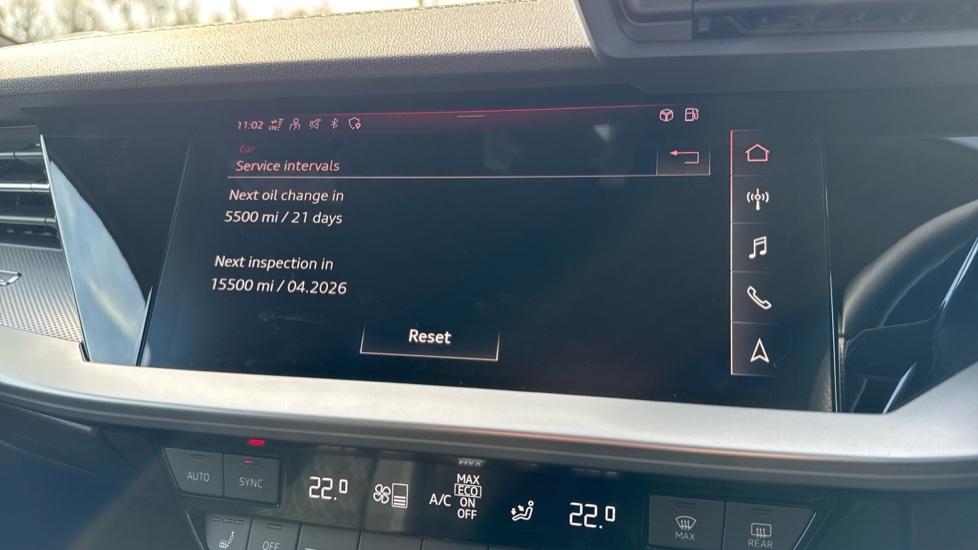 11:02
Car
Service intervals
Next oil change in
5500 mi / 21 days
Next inspection in
15500 mi / 04.2026
Reset
AUTO
SYNC
22.0
A/C
MAX
ECO
ON
OFF
22.0
MAX
REAR
OFF